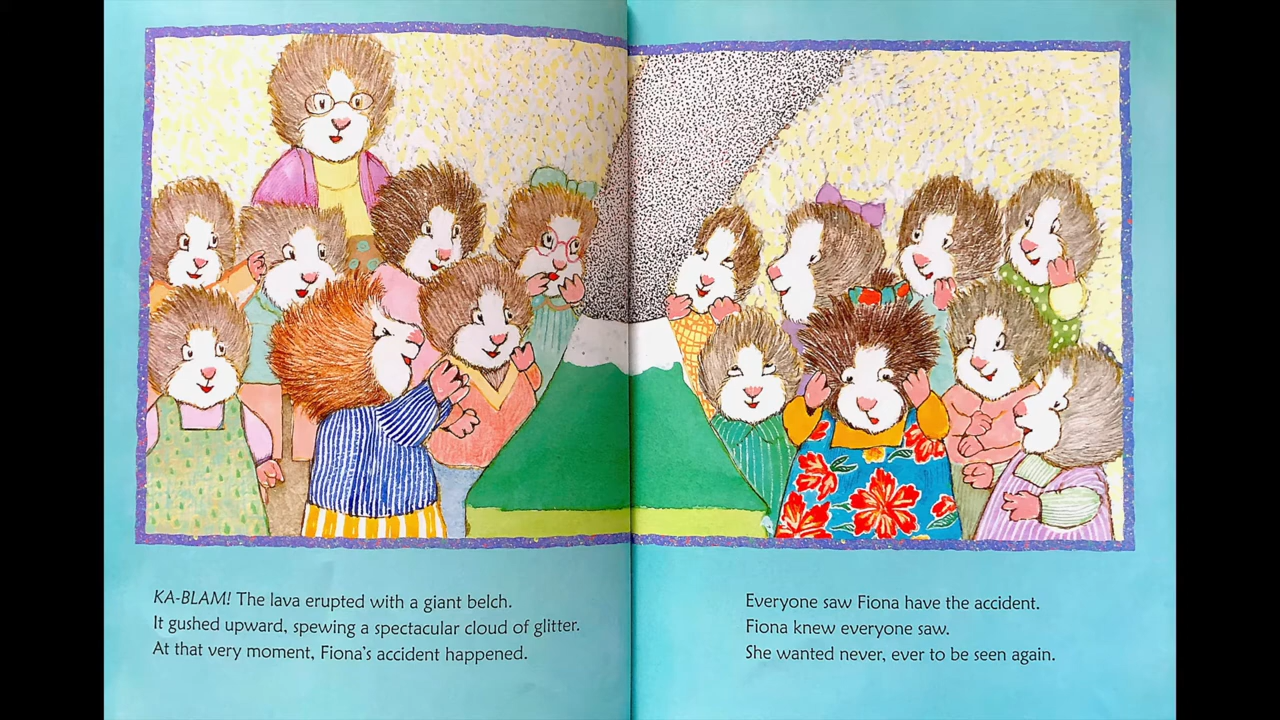 KA-BLAM! The lava erupted with a giant belch.
It gushed upward, spewing a spectacular cloud of glitter.
At that very moment, Fiona's accident happened.
Everyone saw Fiona have the accident.
Fiona knew everyone saw.
She wanted never, ever to be seen again.